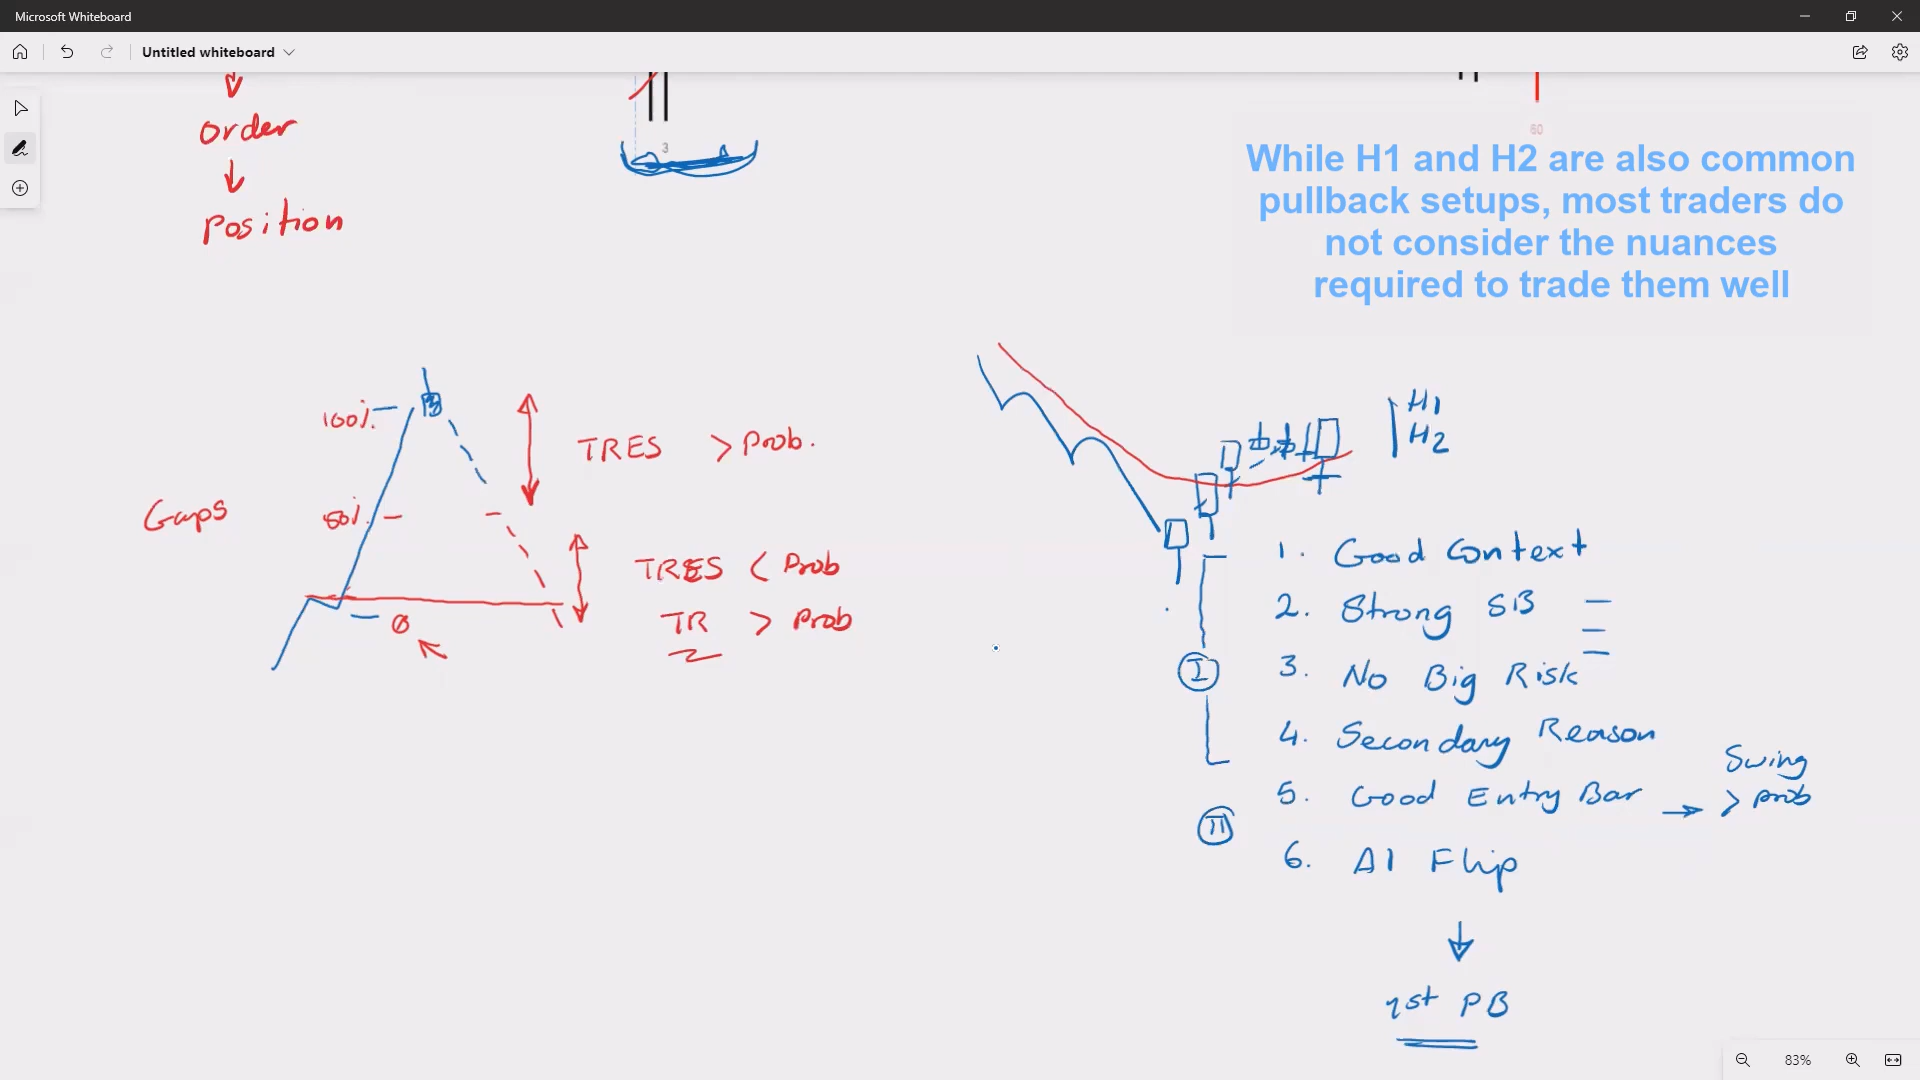 Microsoft Whiteboard
Untitled whiteboard
order
Position
3
60
While H1 and H2 are also common
pullback setups, most traders do
not consider the nuances
required to trade them well
100%
B
TRES > Prob.
Gaps
50%
TRES < Prob
TR > Prob
0
H1
H2
1. Good Context
2. Strong SB
I
3. No Big Risk
4. Secondary Reason
5. Good Entry Bar → Swing
> prob
II
6. AI Flip
1st PB
83%